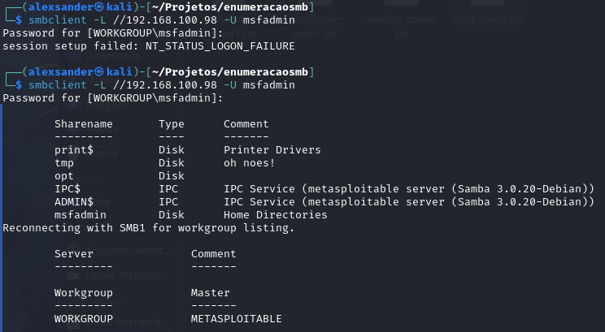 ┌──(alexsander㉿kali)-[~/Projetos/enumeracaosmb]
└─$ smbclient -L //192.168.100.98 -U msfadmin
Password for [WORKGROUP\msfadmin]:
session setup failed: NT_STATUS_LOGON_FAILURE

┌──(alexsander㉿kali)-[~/Projetos/enumeracaosmb]
└─$ smbclient -L //192.168.100.98 -U msfadmin
Password for [WORKGROUP\msfadmin]:

        Sharename       Type      Comment
        ---------       ----      -------
        print$          Disk      Printer Drivers
        tmp             Disk      oh noes!
        opt             Disk
        IPC$            IPC       IPC Service (metasploitable server (Samba 3.0.20-Debian))
        ADMIN$          IPC       IPC Service (metasploitable server (Samba 3.0.20-Debian))
        msfadmin        Disk      Home Directories
Reconnecting with SMB1 for workgroup listing.

        Server               Comment
        ---------            -------

        Workgroup            Master
        ---------            -------
        WORKGROUP            METASPLOITABLE